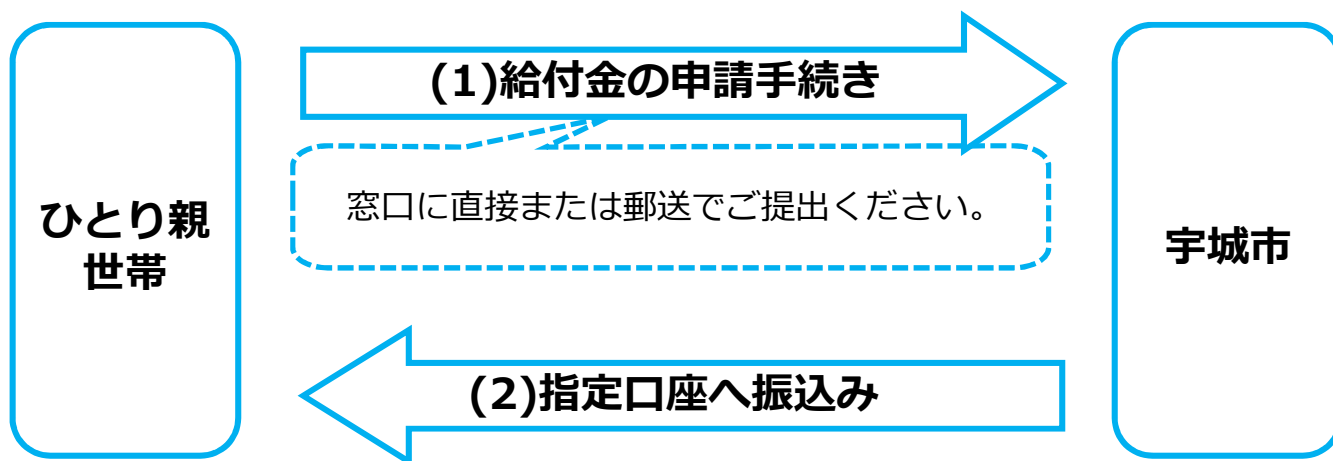 ひとり親
世帯
(1)給付金の申請手続き
窓口に直接または郵送でご提出ください。
(2)指定口座へ振込み
宇城市